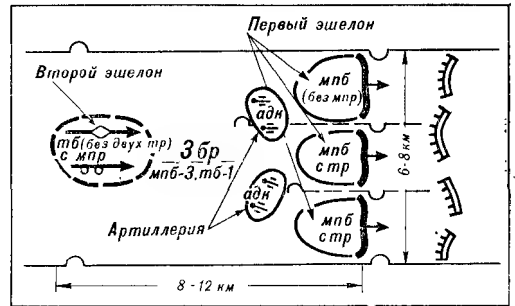 Первый эшелон
Второй эшелон
мпб
(без мпр)
адн
тб (без двух тр)
с мпр
3 бр
мпб-3, тб-1
мпб
с тр
6-8 км
адн
Артиллерия
мпб
с тр
8-12 км